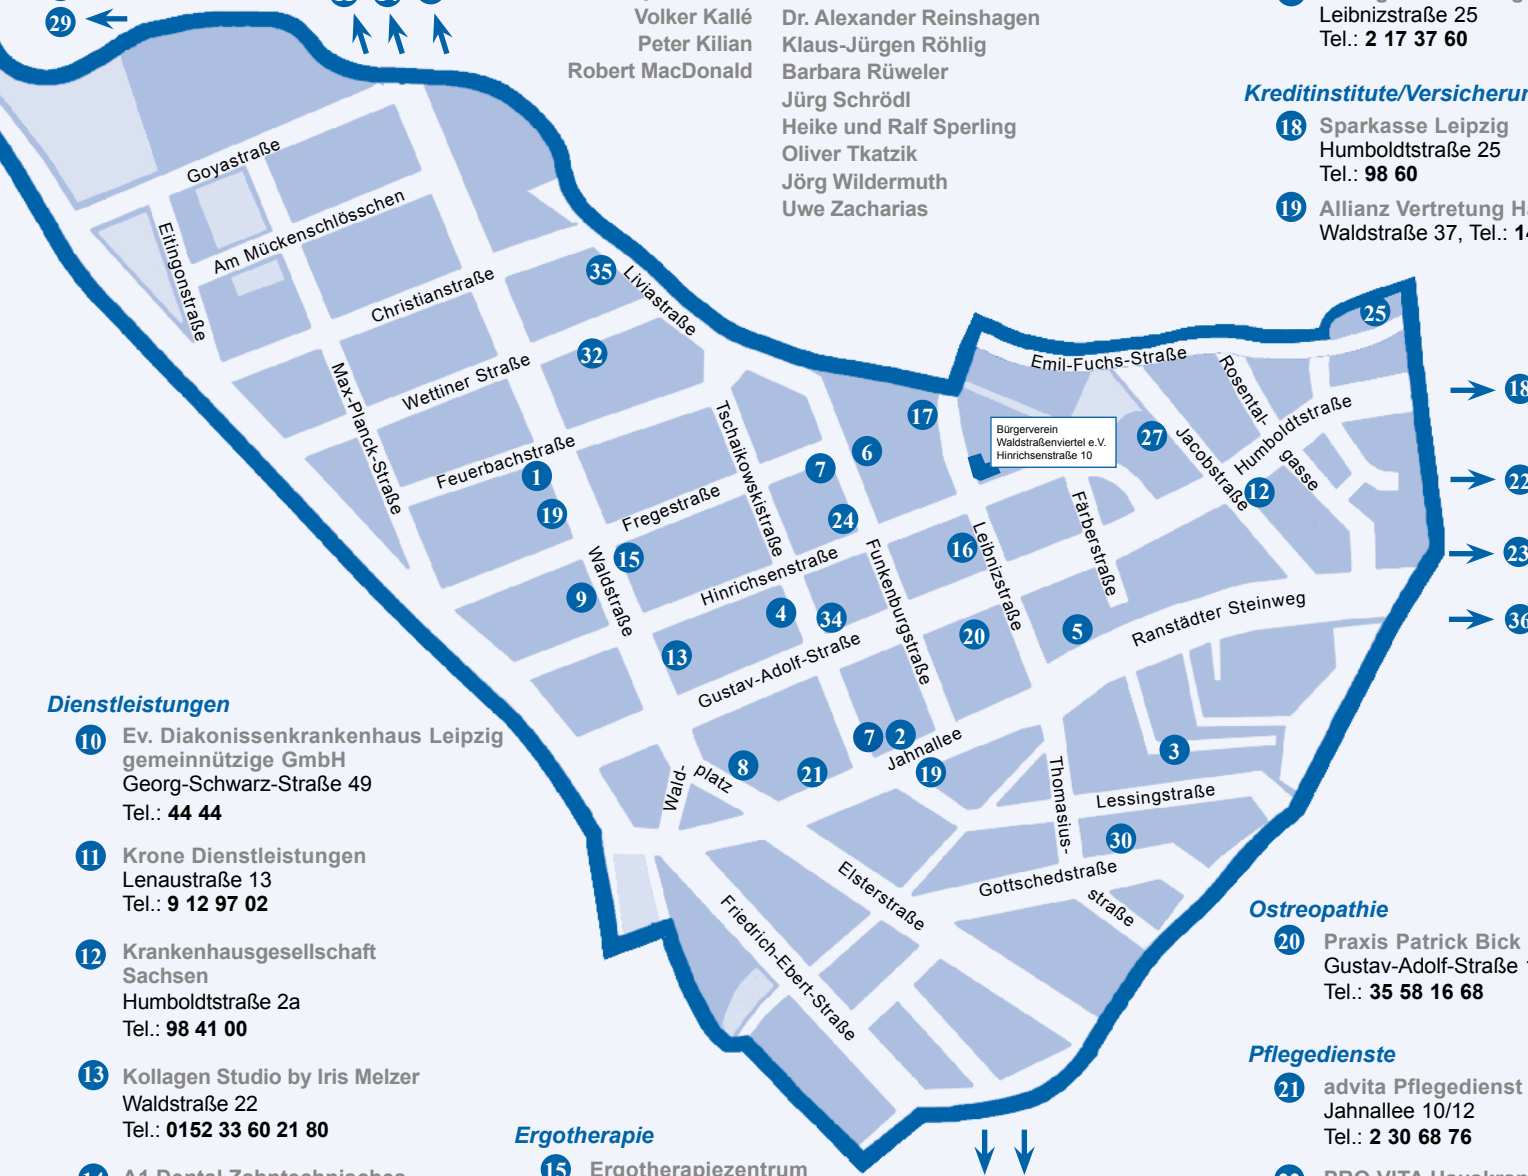 29
Volker Kallé
Peter Kilian
Robert MacDonald
Dr. Alexander Reinshagen
Klaus-Jürgen Röhlig
Barbara Rüweler
Jürg Schrödl
Heike und Ralf Sperling
Oliver Tkatzik
Jörg Wildermuth
Uwe Zacharias
Leibnizstraße 25
Tel.: 2 17 37 60
Kreditinstitute/Versicherun
18 Sparkasse Leipzig
Humboldtstraße 25
Tel.: 98 60
19 Allianz Vertretung Ha
Waldstraße 37, Tel.: 14
Goyastraße
Am Mückenschlösschen
Eitingonstraße
Christianstraße
35
Liviastraße
25
Emil-Fuchs-Straße
32
Wettiner Straße
Max-Planck-Straße
Rosental-
gasse
18
Humboldtstraße
Tschaikowskistraße
17
Bürgerverein
Waldstraßenviertel e.V.
Hinrichsenstraße 10
27
Jacobstraße
6
7
Feuerbachstraße
1
22
12
Färberstraße
19
Fregestraße
24
Leibnizstraße
16
23
15
Waldstraße
Hinrichsenstraße
Funkenburgstraße
9
4
34
20
5
Ranstädter Steinweg
36
13
Gustav-Adolf-Straße
7
2
Jahnallee
3
8
21
19
Wald-
platz
Thomasius-
straße
Lessingstraße
30
Gottschedstraße
Elsterstraße
Friedrich-Ebert-Straße
Dienstleistungen
10 Ev. Diakonissenkrankenhaus Leipzig
gemeinnützige GmbH
Georg-Schwarz-Straße 49
Tel.: 44 44
11 Krone Dienstleistungen
Lenaustraße 13
Tel.: 9 12 97 02
12 Krankenhausgesellschaft
Sachsen
Humboldtstraße 2a
Tel.: 98 41 00
13 Kollagen Studio by Iris Melzer
Waldstraße 22
Tel.: 0152 33 60 21 80
14 A1 Dental Zahntechnisches
Ergotherapie
15 Ergotherapiezentrum
Ostreopathie
20 Praxis Patrick Bick
Gustav-Adolf-Straße
Tel.: 35 58 16 68
Pflegedienste
21 advita Pflegedienst
Jahnallee 10/12
Tel.: 2 30 68 76
22 PRO VITA